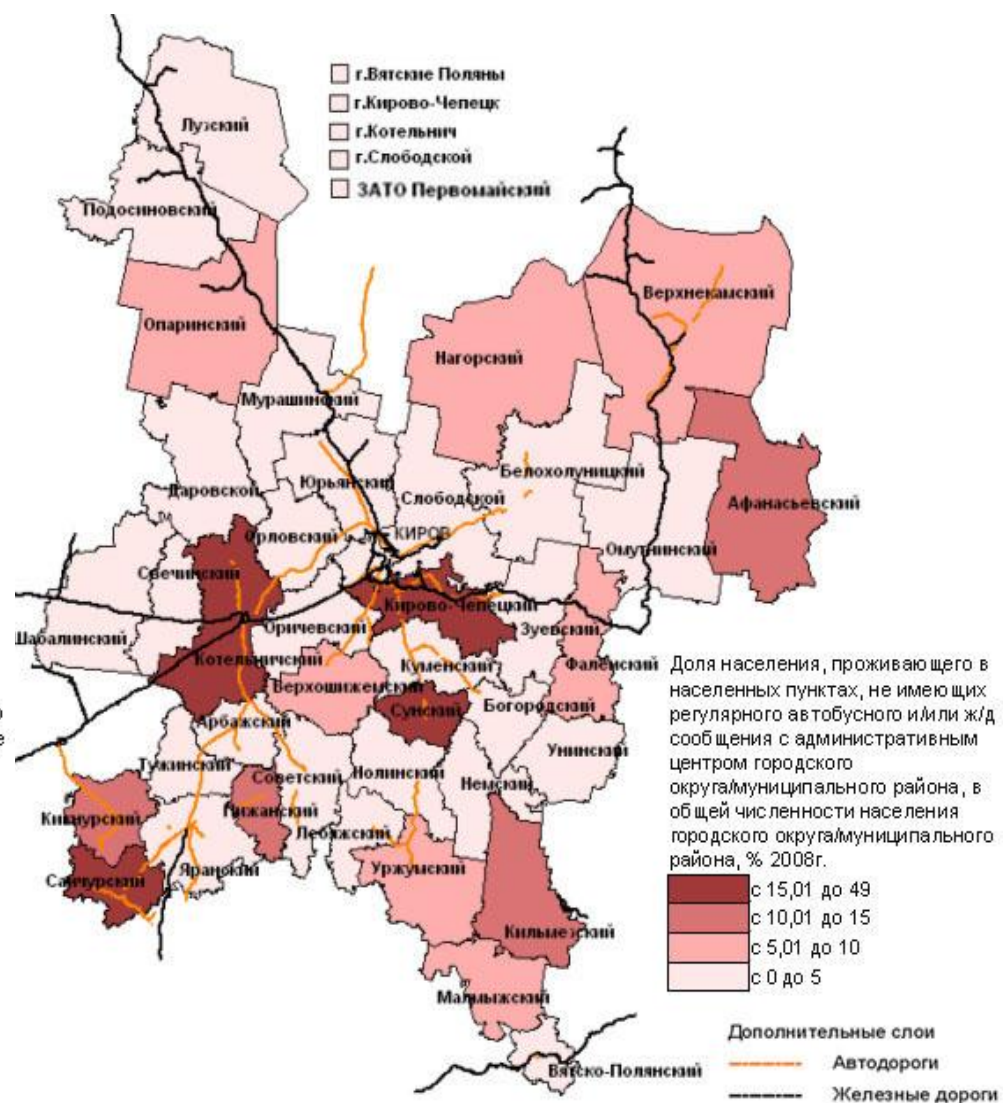 г.Вятские Поляны
г.Кирово-Чепецк
г.Котельнич
г.Слободской
ЗАТО Первомайский
Лузский
Подосиновский
Опаринский
Верхнекамский
Нагорский
Мурашинский
Белохолуницкий
Юрьянский
Слободской
Даровской
Афанасьевский
Орловский
КИРОВ
Омутнинский
Свечинский
Кирово-Чепецкий
Оричевский
Зуевский
Шабалинский
Котельничский
Куменский
Фаленский
Верхошижемский
Сунский
Богородский
Арбажский
Унинский
Тужинский
Советский
Нолинский
Немский
Кикнурский
Пижанский
Лебяжский
Санчурский
Яранский
Уржумский
Кильмезский
Малмыжский
Вятско-Полянский
Доля населения, проживающего в
населенных пунктах, не имеющих
регулярного автобусного и/или ж/д
сообщения с административным
центром городского
округа/муниципального района, в
общей численности населения
городского округа/муниципального
района, % 2008г.
с 15,01 до 49
с 10,01 до 15
с 5,01 до 10
с 0 до 5
Дополнительные слои
Автодороги
Железные дороги